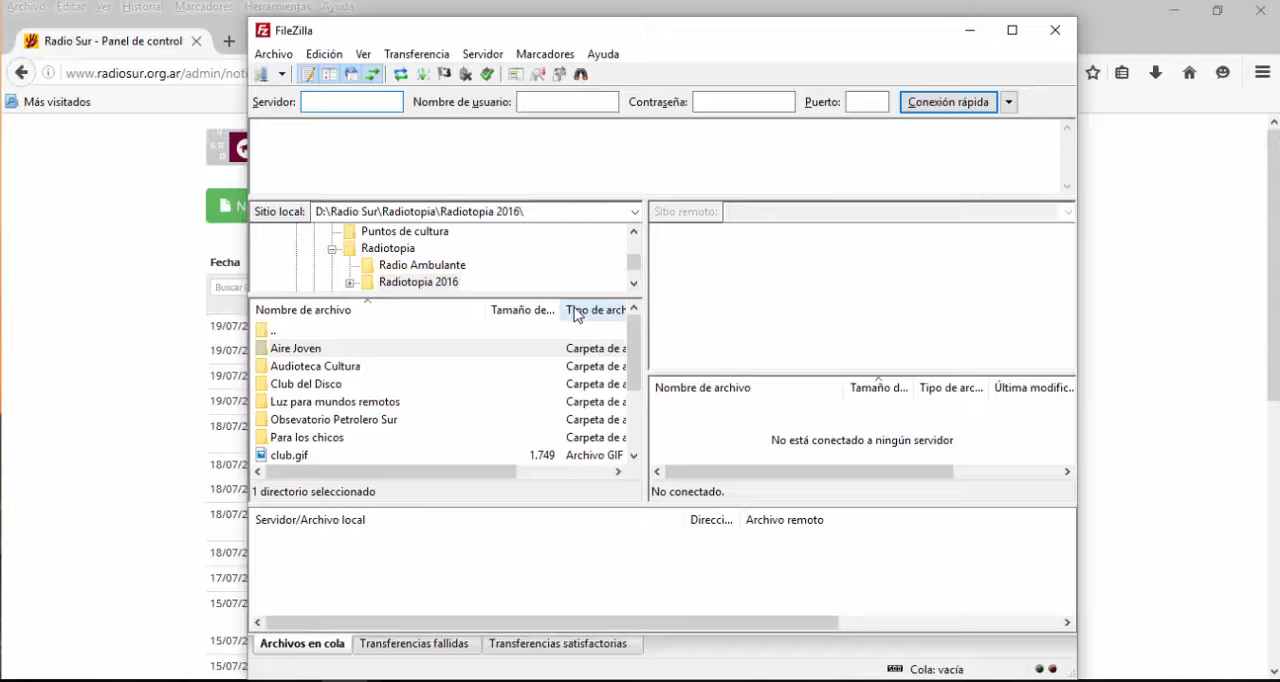 Archivo Editar Ver Historial Marcadores Herramientas Ayuda
Radio Sur - Panel de control
www.radiosur.org.ar/admin/noti
Más visitados
N
Fecha
Buscar
19/07/2
19/07/2
19/07/2
19/07/2
18/07/2
18/07/2
18/07/2
18/07/2
18/07/2
17/07/2
15/07/2
15/07/2
15/07/2
FileZilla
Archivo Edición Ver Transferencia Servidor Marcadores Ayuda
Servidor: Nombre de usuario: Contraseña: Puerto: Conexión rápida
Sitio local: D:\Radio Sur\Radiotopia\Radiotopia 2016\
Puntos de cultura
Radiotopia
Radio Ambulante
Radiotopia 2016
Nombre de archivo Tamaño de... Tipo de arch
..
Aire Joven Carpeta de a
Audioteca Cultura Carpeta de a
Club del Disco Carpeta de a
Luz para mundos remotos Carpeta de a
Obsevatorio Petrolero Sur Carpeta de a
Para los chicos Carpeta de a
club.gif 1.749 Archivo GIF
1 directorio seleccionado
Sitio remoto:
Nombre de archivo Tamaño d... Tipo de arc... Última modific...
No está conectado a ningún servidor
No conectado.
Servidor/Archivo local Direcci... Archivo remoto
Archivos en cola Transferencias fallidas Transferencias satisfactorias
Cola: vacía